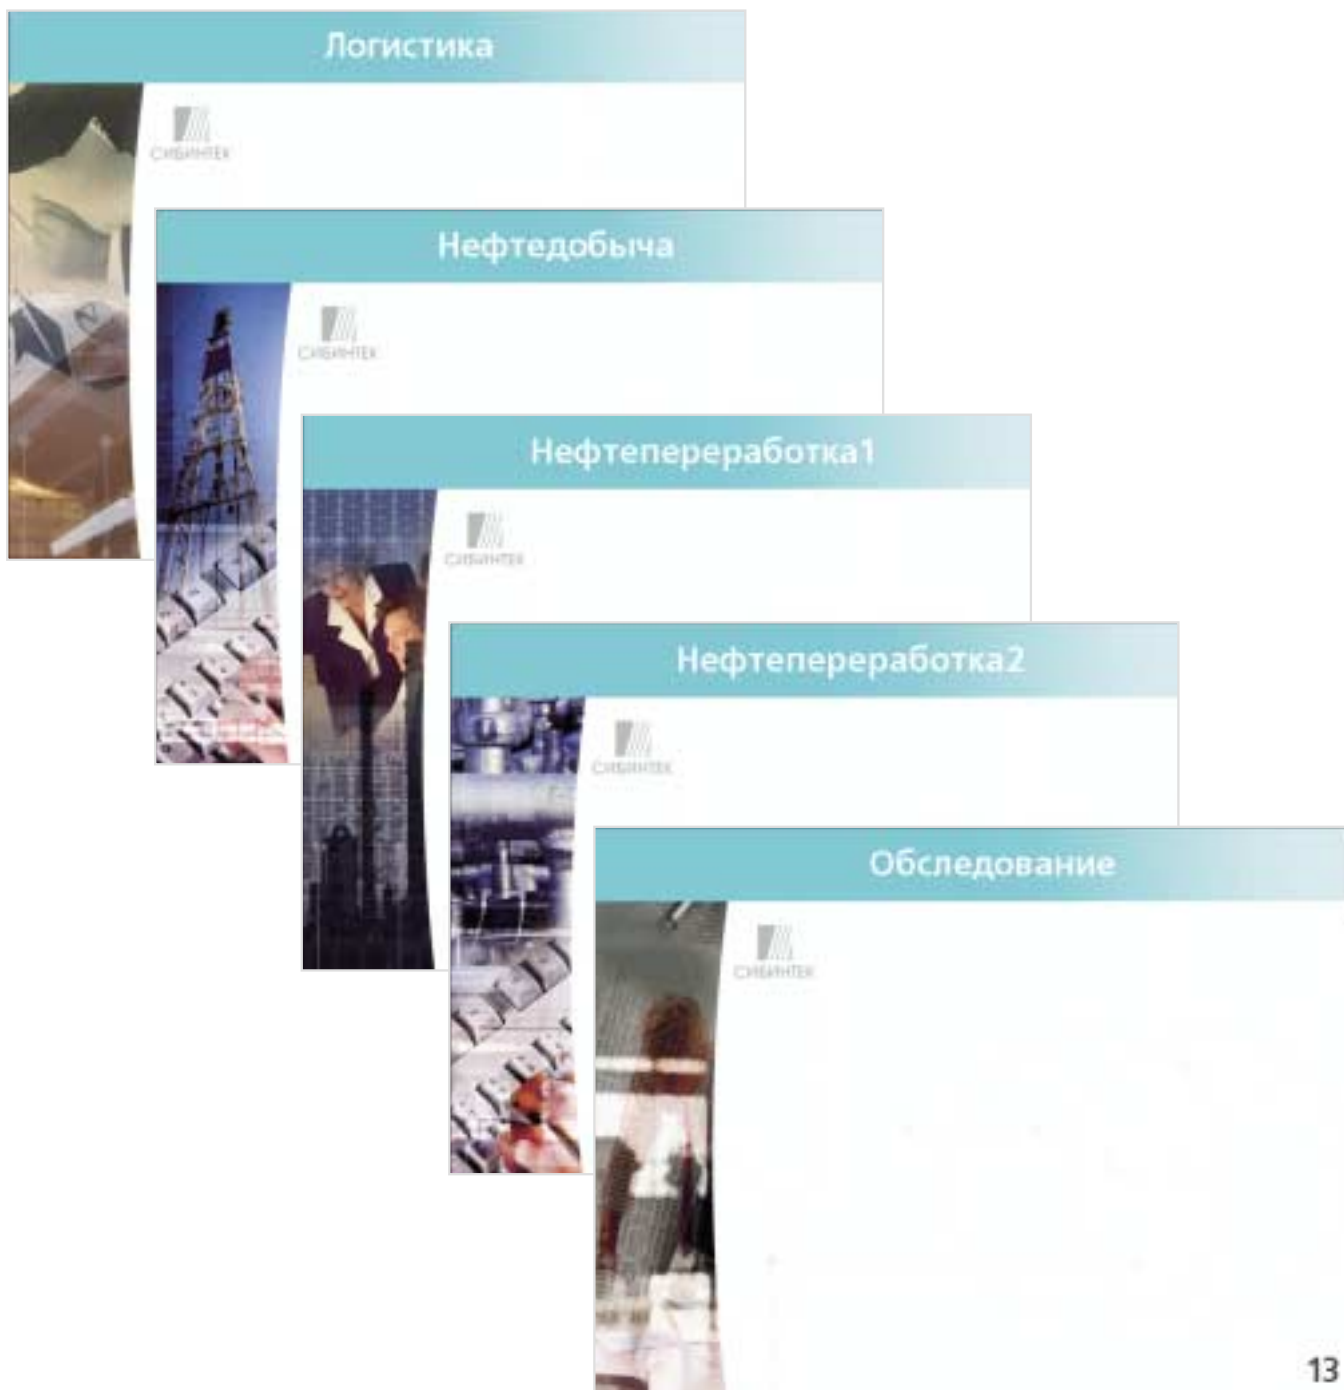 Логистика
СИБИНТЕК
Нефтедобыча
СИБИНТЕК
Нефтепереработка1
СИБИНТЕК
Нефтепереработка2
СИБИНТЕК
Обследование
СИБИНТЕК
13